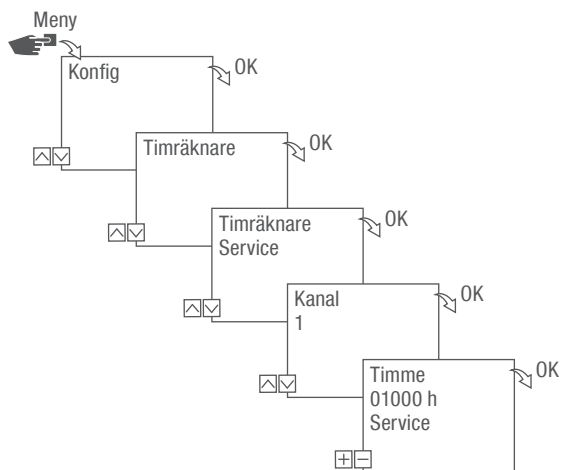 Meny
Konfig
OK
Timräknare
OK
Timräknare
Service
OK
Kanal
1
OK
Timme
01000 h
Service
OK